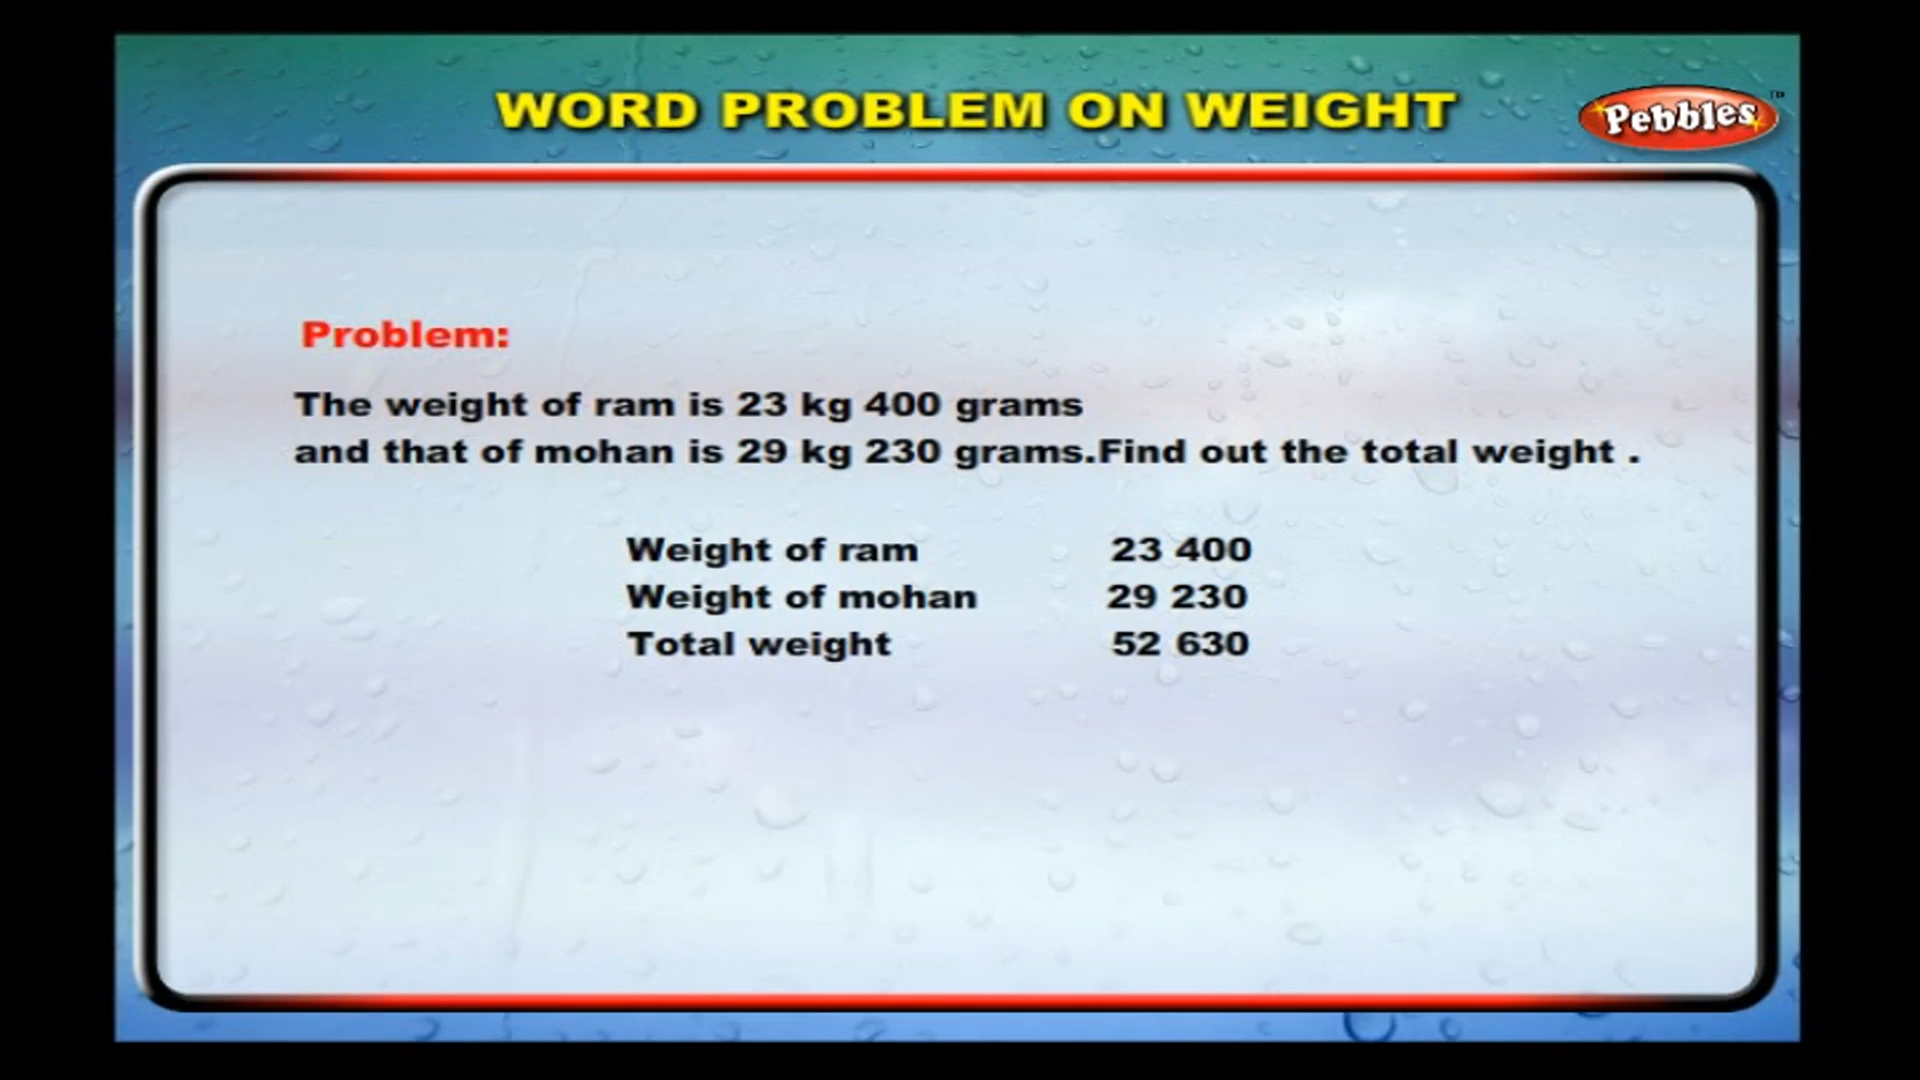 WORD PROBLEM ON WEIGHT
Pebbles TM
Problem:
The weight of ram is 23 kg 400 grams
and that of mohan is 29 kg 230 grams.Find out the total weight .
Weight of ram 23 400
Weight of mohan 29 230
Total weight 52 630